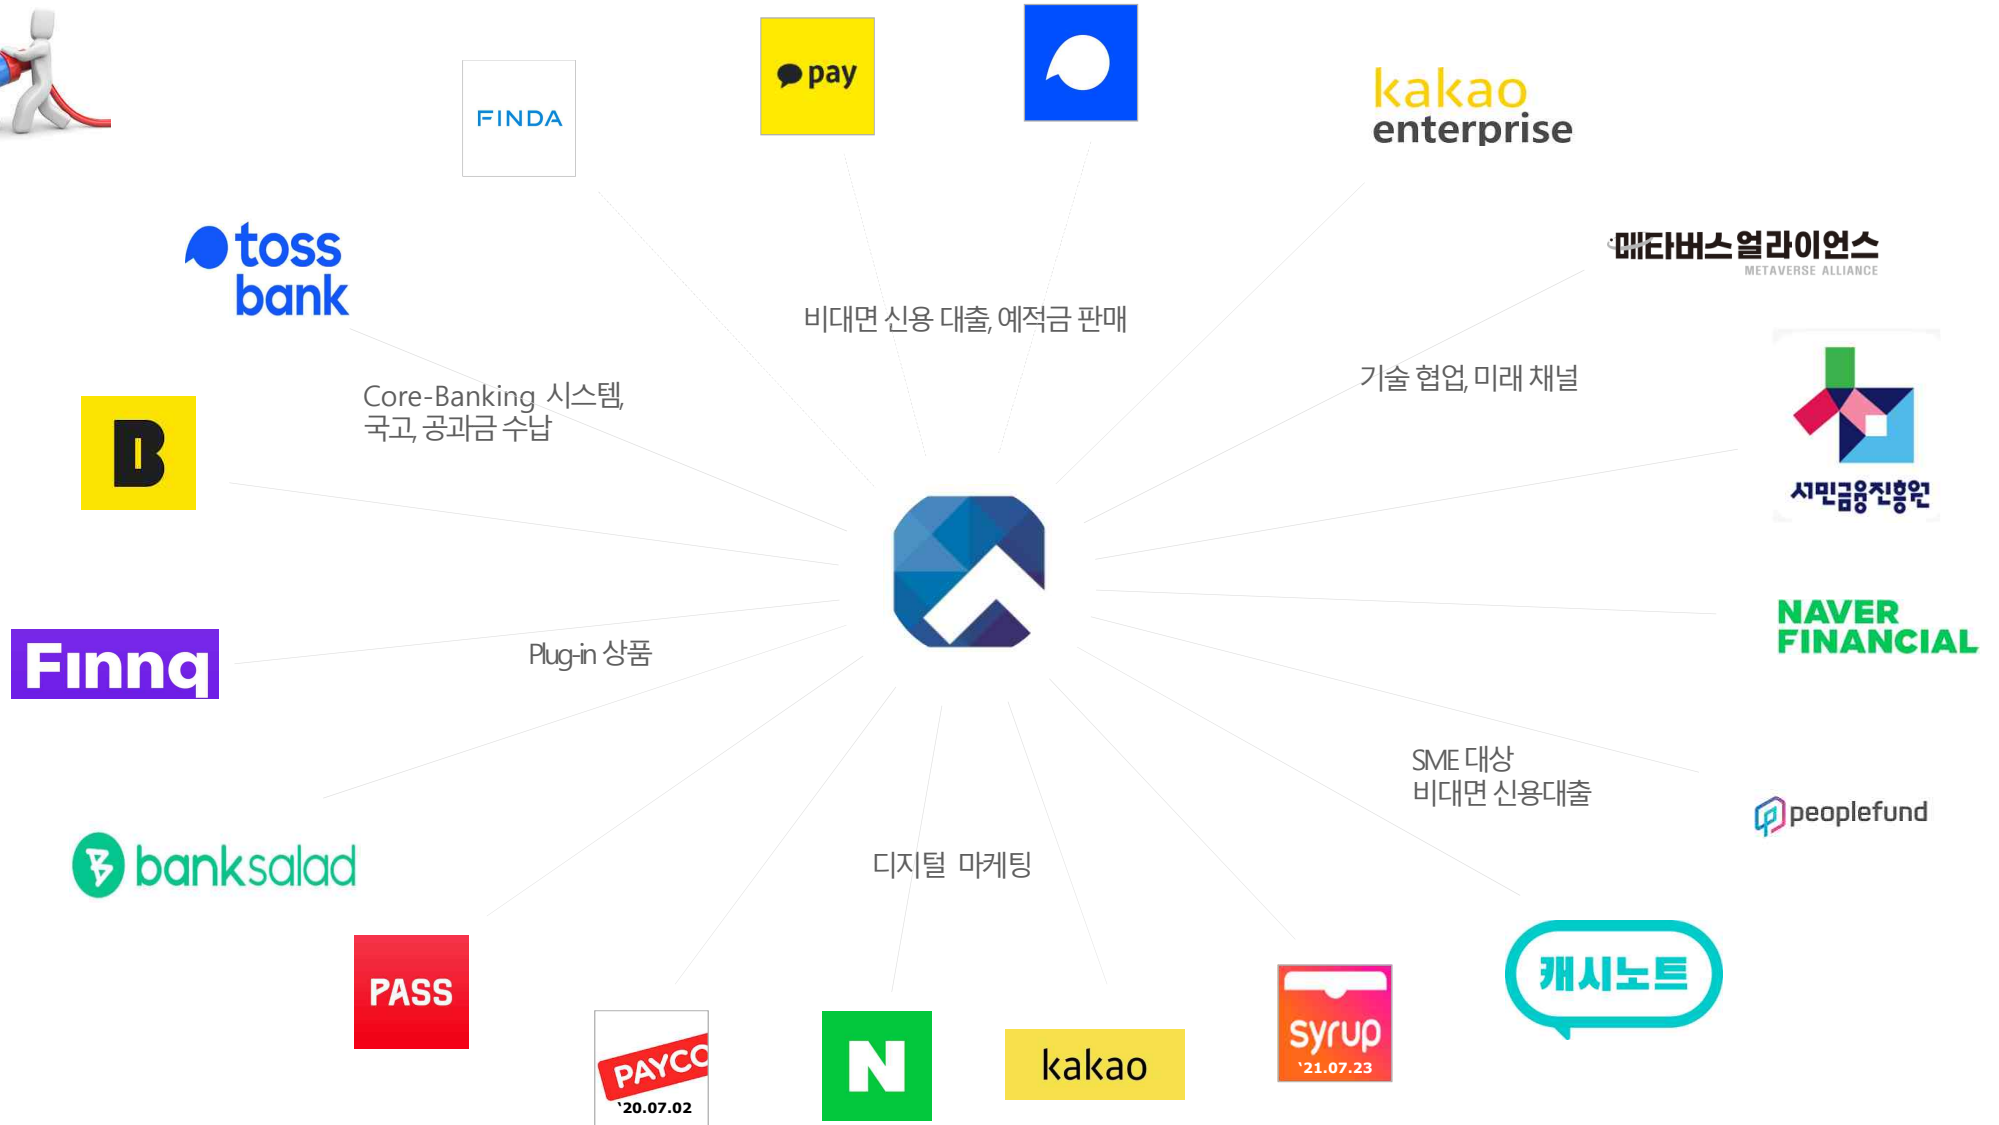 pay
FINDA
kakao
enterprise
toss
bank
메타버스 얼라이언스
METAVERSE ALLIANCE
비대면 신용 대출, 예적금 판매
기술 협업, 미래 채널
Core-Banking 시스템,
국고, 공과금 수납
B
서민금융진흥원
NAVER
FINANCIAL
Finnq
Plug-in 상품
SME 대상
비대면 신용대출
peoplefund
banksalad
디지털 마케팅
캐시노트
PASS
PAYCO
‘20.07.02
N
kakao
syrup
‘21.07.23